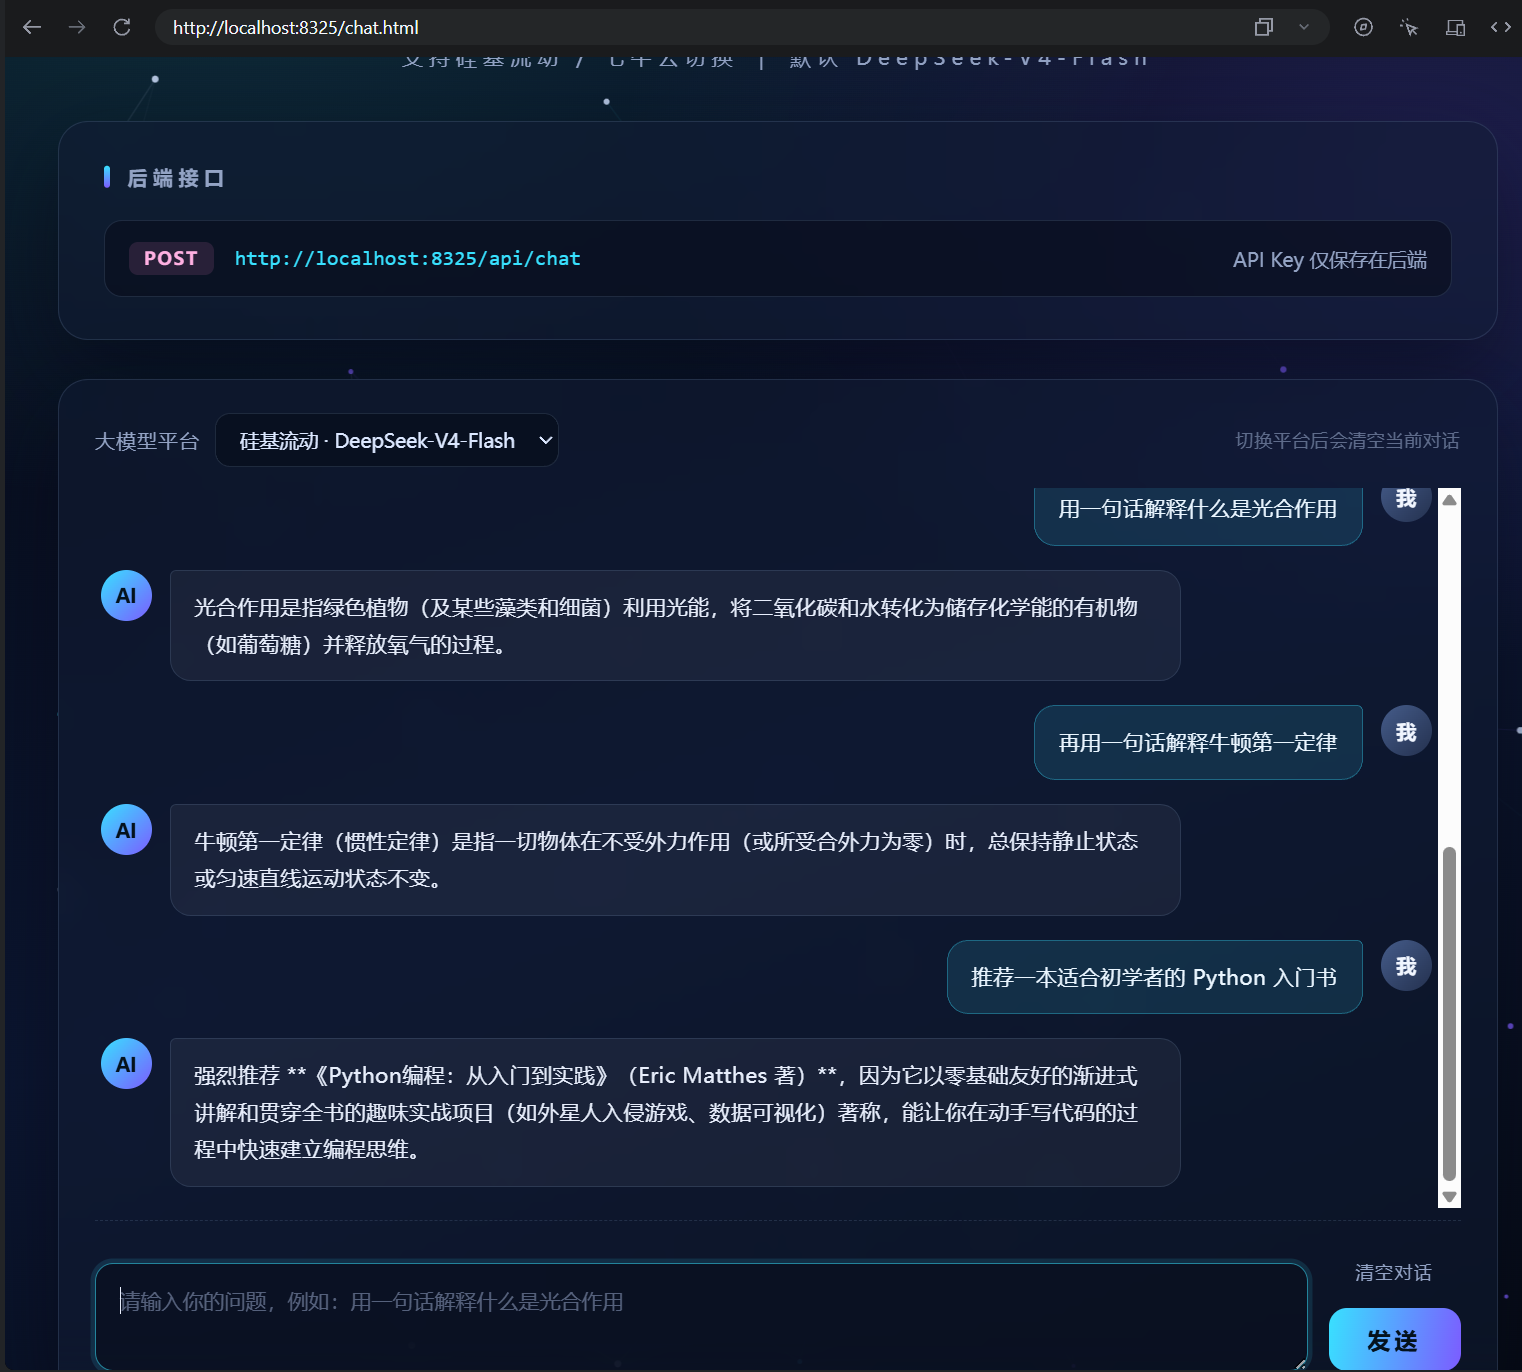 http://localhost:8325/chat.html
支持硅基流动 / 七牛云切换 | 默认 DeepSeek-V4-Flash
后端接口
POST http://localhost:8325/api/chat API Key 仅保存在后端
大模型平台 硅基流动 · DeepSeek-V4-Flash 切换平台后会清空当前对话
用一句话解释什么是光合作用 我
AI 光合作用是指绿色植物（及某些藻类和细菌）利用光能，将二氧化碳和水转化为储存化学能的有机物
（如葡萄糖）并释放氧气的过程。
再用一句话解释牛顿第一定律 我
AI 牛顿第一定律（惯性定律）是指一切物体在不受外力作用（或所受合外力为零）时，总保持静止状态
或匀速直线运动状态不变。
推荐一本适合初学者的 Python 入门书 我
AI 强烈推荐 **《Python编程：从入门到实践》（Eric Matthes 著）**，因为它以零基础友好的渐进式
讲解和贯穿全书的趣味实战项目（如外星人入侵游戏、数据可视化）著称，能让你在动手写代码的过
程中快速建立编程思维。
请输入你的问题，例如：用一句话解释什么是光合作用
清空对话
发送